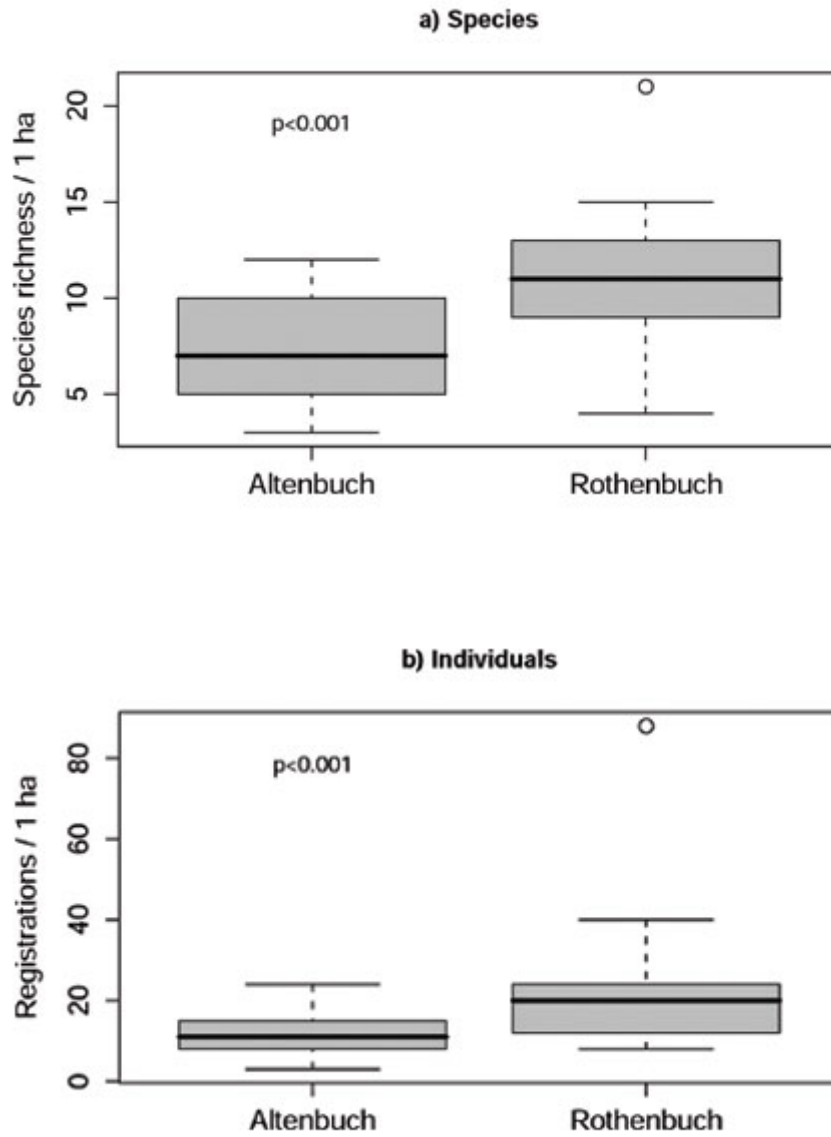 a) Species
Species richness / 1 ha
20
15
10
5
p<0.001
Altenbuch Rothenbuch
b) Individuals
Registrations / 1 ha
80
60
40
20
0
p<0.001
Altenbuch Rothenbuch